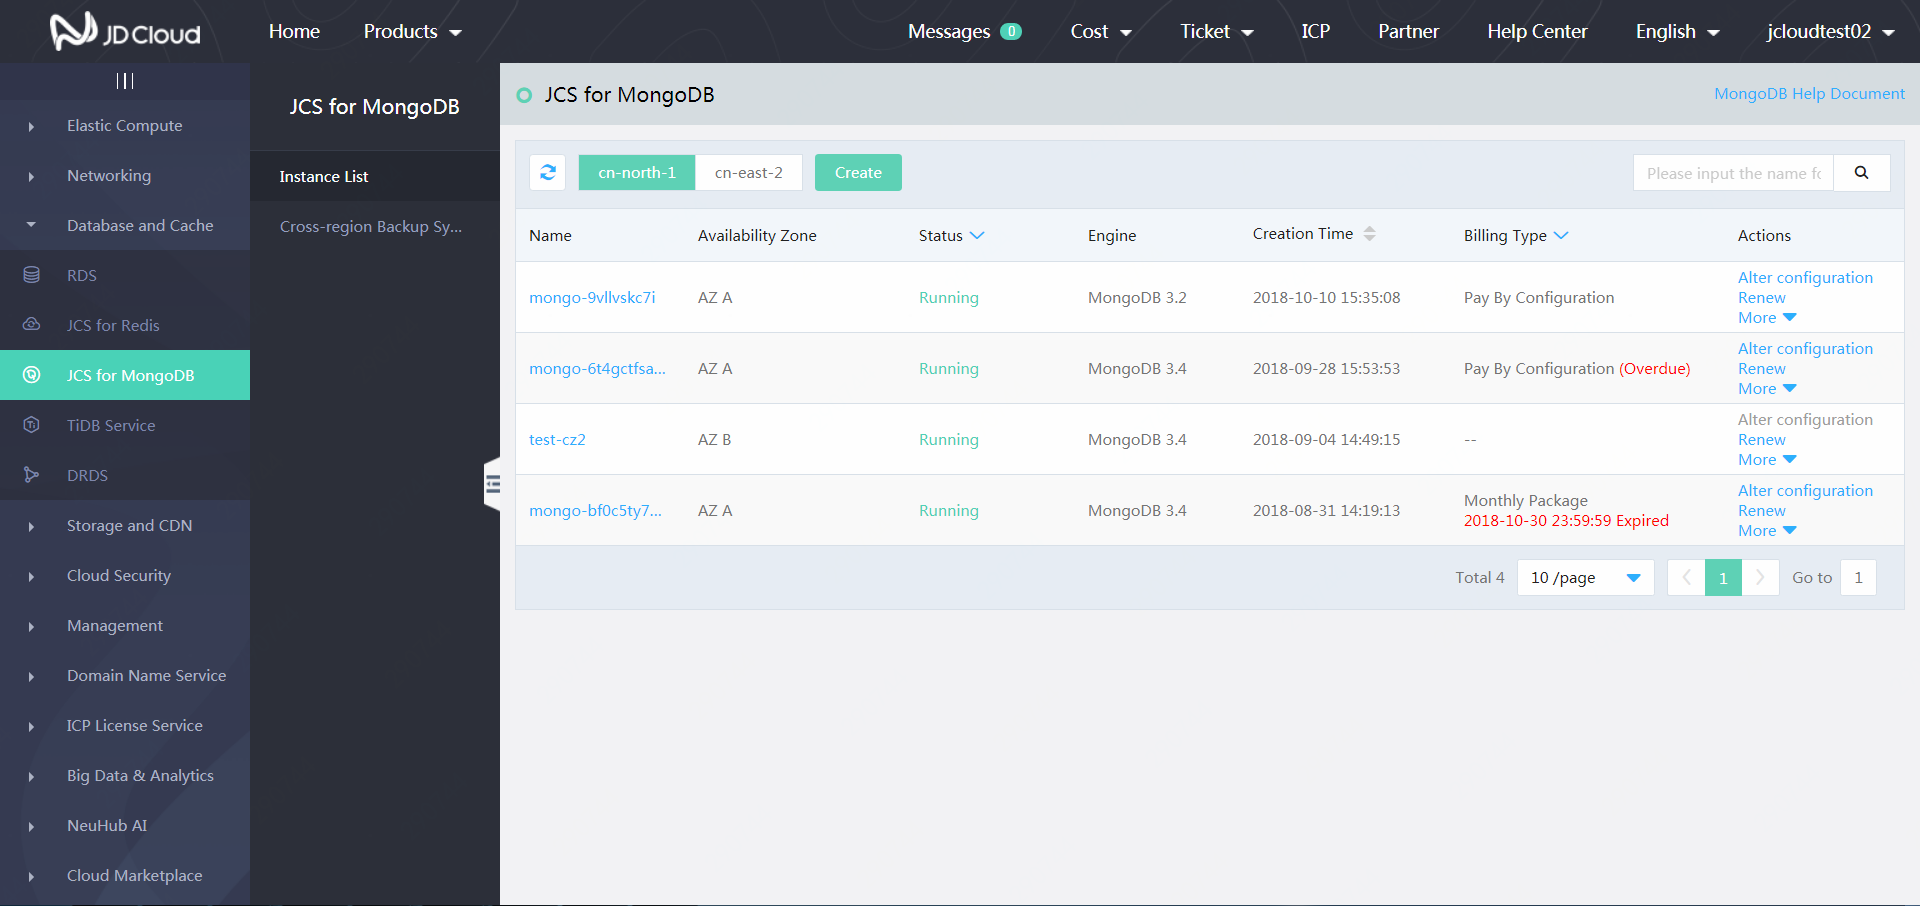 JD Cloud
Home
Products
Messages 0
Cost
Ticket
ICP
Partner
Help Center
English
jcloudtest02
Elastic Compute
Networking
Database and Cache
RDS
JCS for Redis
JCS for MongoDB
TiDB Service
DRDS
Storage and CDN
Cloud Security
Management
Domain Name Service
ICP License Service
Big Data & Analytics
NeuHub AI
Cloud Marketplace
JCS for MongoDB
Instance List
Cross-region Backup Sy...
JCS for MongoDB
MongoDB Help Document
cn-north-1
cn-east-2
Create
Please input the name fo
Name Availability Zone Status Engine Creation Time Billing Type Actions
mongo-9vllvskc7i AZ A Running MongoDB 3.2 2018-10-10 15:35:08 Pay By Configuration
Alter configuration
Renew
More
mongo-6t4gctfsa... AZ A Running MongoDB 3.4 2018-09-28 15:53:53 Pay By Configuration (Overdue)
Alter configuration
Renew
More
test-cz2 AZ B Running MongoDB 3.4 2018-09-04 14:49:15 --
Alter configuration
Renew
More
mongo-bf0c5ty7... AZ A Running MongoDB 3.4 2018-08-31 14:19:13
Monthly Package
2018-10-30 23:59:59 Expired
Alter configuration
Renew
More
Total 4
10 /page
1
Go to 1